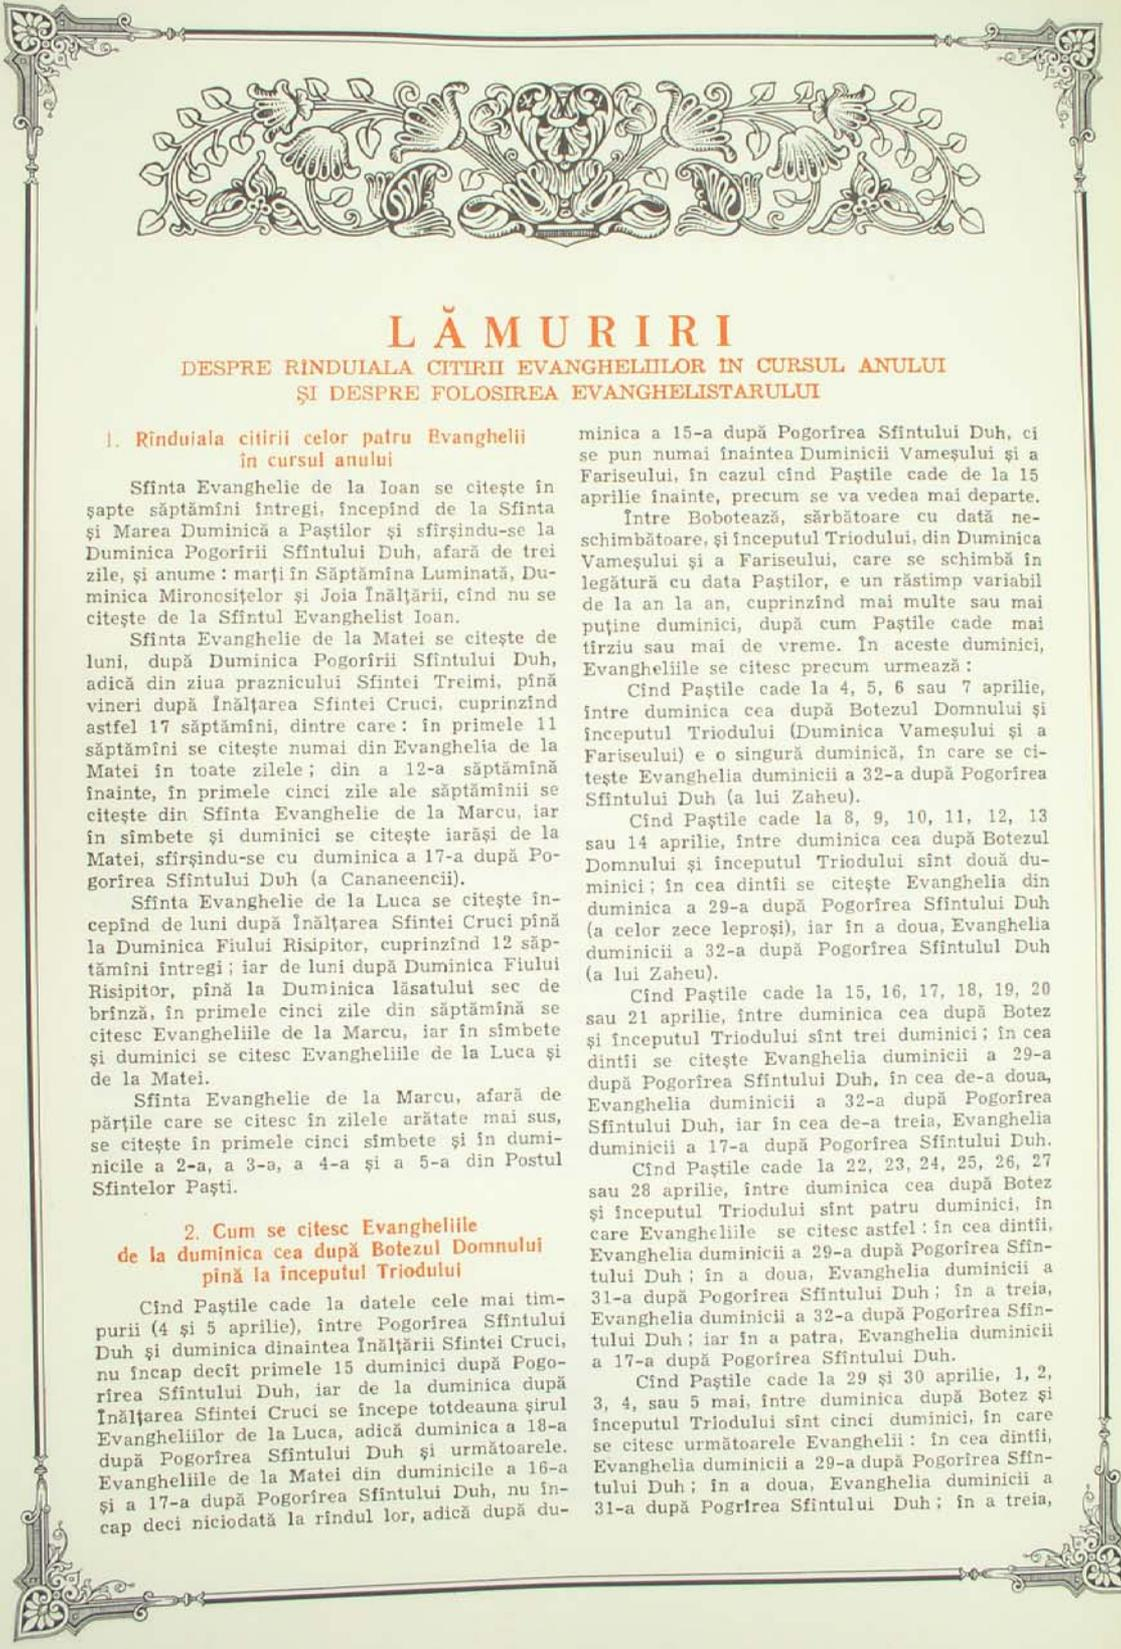 LĂMURIRI
DESPRE RÎNDUIALA CITIRII EVANGHELIILOR IN CURSUL ANULUI
ŞI DESPRE FOLOSIREA EVANGHELISTARULUI
1. Rînduiala citirii celor patru Evanghelii
în cursul anului
Sfînta Evanghelie de la Ioan se citeşte în
şapte săptămîni întregi, începînd de la Sfînta
şi Marea Duminică a Paştilor şi sfîrşindu-se la
Duminica Pogorîrii Sfîntului Duh, afară de trei
zile, şi anume : marţi în Săptămîna Luminată, Du-
minica Mironosiţelor şi Joia Înălţării, cînd nu se
citeşte de la Sfîntul Evanghelist Ioan.
Sfînta Evanghelie de la Matei se citeşte de
luni, după Duminica Pogorîrii Sfîntului Duh,
adică din ziua praznicului Sfintei Treimi, pînă
vineri după Înălţarea Sfintei Cruci, cuprinzînd
astfel 17 săptămîni, dintre care : în primele 11
săptămîni se citeşte numai din Evanghelia de la
Matei în toate zilele ; din a 12-a săptămînă
înainte, în primele cinci zile ale săptămînii se
citeşte din Sfînta Evanghelie de la Marcu, iar
în sîmbete şi duminici se citeşte iarăşi de la
Matei, sfîrşindu-se cu duminica a 17-a după Po-
gorîrea Sfîntului Duh (a Cananeencii).
Sfînta Evanghelie de la Luca se citeşte în-
cepînd de luni după Înălţarea Sfintei Cruci pînă
la Duminica Fiului Risipitor, cuprinzînd 12 săp-
tămîni întregi ; iar de luni după Duminica Fiului
Risipitor, pînă la Duminica lăsatului sec de
brînză, în primele cinci zile din săptămînă se
citesc Evangheliile de la Marcu, iar în sîmbete
şi duminici se citesc Evangheliile de la Luca şi
de la Matei.
Sfînta Evanghelie de la Marcu, afară de
părţile care se citesc în zilele arătate mai sus,
se citeşte în primele cinci sîmbete şi în dumi-
nicile a 2-a, a 3-a, a 4-a şi a 5-a din Postul
Sfintelor Paşti.
2. Cum se citesc Evangheliile
de la duminica cea după Botezul Domnului
pînă la începutul Triodului
Cînd Paştile cade la datele cele mai tim-
purii (4 şi 5 aprilie), între Pogorîrea Sfîntului
Duh şi duminica dinaintea Înălţării Sfintei Cruci,
nu încap decît primele 15 duminici după Pogo-
rîrea Sfîntului Duh, iar de la duminica după
Înălţarea Sfintei Cruci se începe totdeauna şirul
Evangheliilor de la Luca, adică duminica a 18-a
după Pogorîrea Sfîntului Duh şi următoarele.
Evangheliile de la Matei din duminicile a 16-a
şi a 17-a după Pogorîrea Sfîntului Duh, nu în-
cap deci niciodată la rîndul lor, adică după du-
minica a 15-a după Pogorîrea Sfîntului Duh, ci
se pun numai înaintea Duminicii Vameşului şi a
Fariseului, în cazul cînd Paştile cade de la 15
aprilie înainte, precum se va vedea mai departe.
Între Bobotează, sărbătoare cu dată ne-
schimbătoare, şi începutul Triodului, din Duminica
Vameşului şi a Fariseului, care se schimbă în
legătură cu data Paştilor, e un răstimp variabil
de la an la an, cuprinzînd mai multe sau mai
puţine duminici, după cum Paştile cade mai
tîrziu sau mai de vreme. În aceste duminici,
Evangheliile se citesc precum urmează :
Cînd Paştile cade la 4, 5, 6 sau 7 aprilie,
între duminica cea după Botezul Domnului şi
începutul Triodului (Duminica Vameşului şi a
Fariseului) e o singură duminică, în care se ci-
teşte Evanghelia duminicii a 32-a după Pogorîrea
Sfîntului Duh (a lui Zaheu).
Cînd Paştile cade la 8, 9, 10, 11, 12, 13
sau 14 aprilie, între duminica cea după Botezul
Domnului şi începutul Triodului sînt două du-
minici ; în cea dintîi se citeşte Evanghelia din
duminica a 29-a după Pogorîrea Sfîntului Duh
(a celor zece leproşi), iar în a doua, Evanghelia
duminicii a 32-a după Pogorîrea Sfîntulul Duh
(a lui Zaheu).
Cînd Paştile cade la 15, 16, 17, 18, 19, 20
sau 21 aprilie, între duminica cea după Botez
şi începutul Triodului sînt trei duminici ; în cea
dintîi se citeşte Evanghelia duminicii a 29-a
după Pogorîrea Sfîntului Duh, în cea de-a doua,
Evanghelia duminicii a 32-a după Pogorîrea
Sfîntului Duh, iar în cea de-a treia, Evanghelia
duminicii a 17-a după Pogorîrea Sfîntului Duh.
Cînd Paştile cade la 22, 23, 24, 25, 26, 27
sau 28 aprilie, între duminica cea după Botez
şi începutul Triodului sînt patru duminici, în
care Evangheliile se citesc astfel : în cea dintîi,
Evanghelia duminicii a 29-a după Pogorîrea Sfîn-
tului Duh ; în a doua, Evanghelia duminicii a
31-a după Pogorîrea Sfîntului Duh ; în a treia,
Evanghelia duminicii a 32-a după Pogorîrea Sfîn-
tului Duh ; iar în a patra, Evanghelia duminicii
a 17-a după Pogorîrea Sfîntului Duh.
Cînd Paştile cade la 29 şi 30 aprilie, 1, 2,
3, 4, sau 5 mai, între duminica după Botez şi
începutul Triodului sînt cinci duminici, în care
se citesc următoarele Evanghelii : în cea dintîi,
Evanghelia duminicii a 29-a după Pogorîrea Sfîn-
tului Duh ; în a doua, Evanghelia duminicii a
31-a după Pogrîrea Sfîntului Duh ; în a treia,